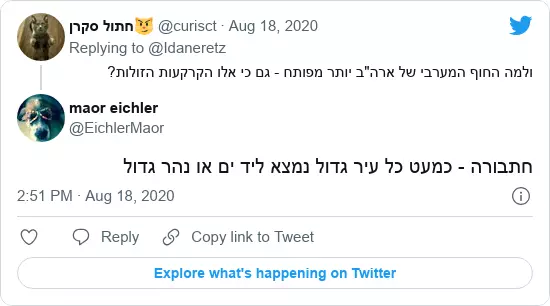 חתול סקרן😼 @curisct · Aug 18, 2020
Replying to @Idaneretz
ולמה החוף המערבי של ארה"ב יותר מפותח - גם כי אלו הקרקעות הזולות?
maor eichler
@EichlerMaor
חתבורה - כמעט כל עיר גדול נמצא ליד ים או נהר גדול
2:51 PM · Aug 18, 2020
Reply
Copy link to Tweet
Explore what's happening on Twitter